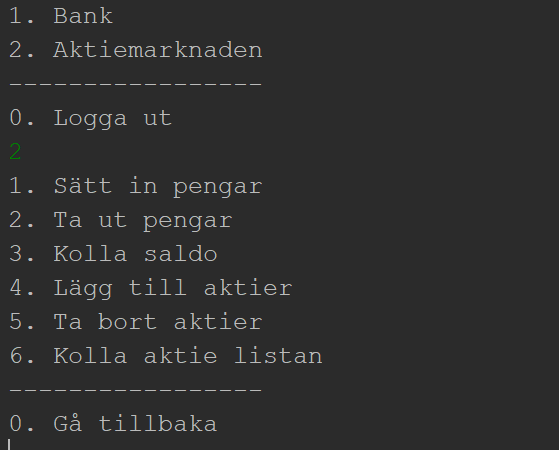 1. Bank
2. Aktiemarknaden
-----------------
0. Logga ut
2
1. Sätt in pengar
2. Ta ut pengar
3. Kolla saldo
4. Lägg till aktier
5. Ta bort aktier
6. Kolla aktie listan
-----------------
0. Gå tillbaka